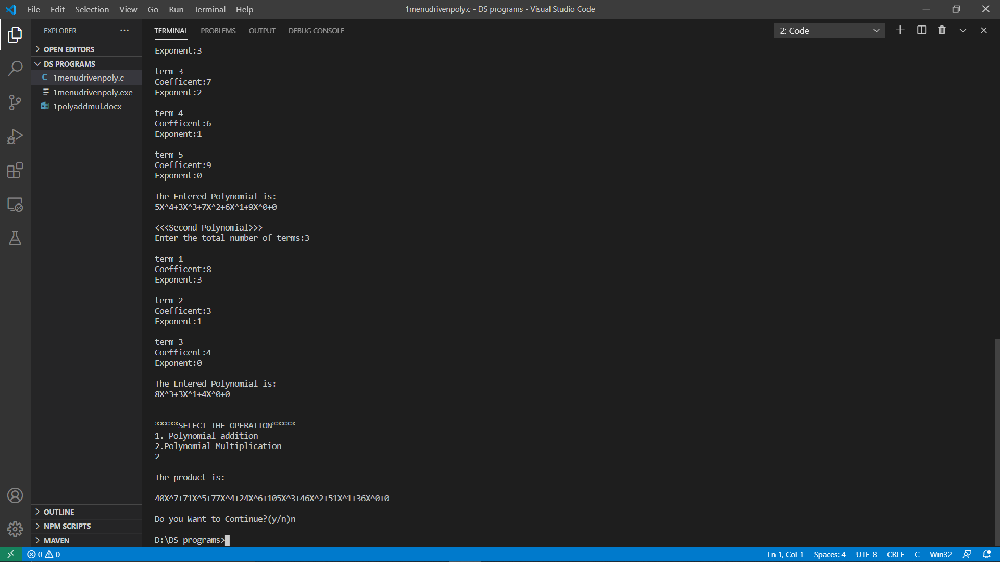 File Edit Selection View Go Run Terminal Help
1menudrivenpoly.c - DS programs - Visual Studio Code
EXPLORER
OPEN EDITORS
DS PROGRAMS
C 1menudrivenpoly.c
1menudrivenpoly.exe
1polyaddmul.docx
OUTLINE
NPM SCRIPTS
MAVEN
TERMINAL PROBLEMS OUTPUT DEBUG CONSOLE
2: Code
Exponent:3
term 3
Coefficent:7
Exponent:2
term 4
Coefficent:6
Exponent:1
term 5
Coefficent:9
Exponent:0
The Entered Polynomial is:
5X^4+3X^3+7X^2+6X^1+9X^0+0
<<<Second Polynomial>>>
Enter the total number of terms:3
term 1
Coefficent:8
Exponent:3
term 2
Coefficent:3
Exponent:1
term 3
Coefficent:4
Exponent:0
The Entered Polynomial is:
8X^3+3X^1+4X^0+0
*****SELECT THE OPERATION*****
1. Polynomial addition
2.Polynomial Multiplication
2
The product is:
40X^7+71X^5+77X^4+24X^6+105X^3+46X^2+51X^1+36X^0+0
Do you Want to Continue?(y/n)n
D:\DS programs>
0 0
Ln 1, Col 1 Spaces: 4 UTF-8 CRLF C Win32